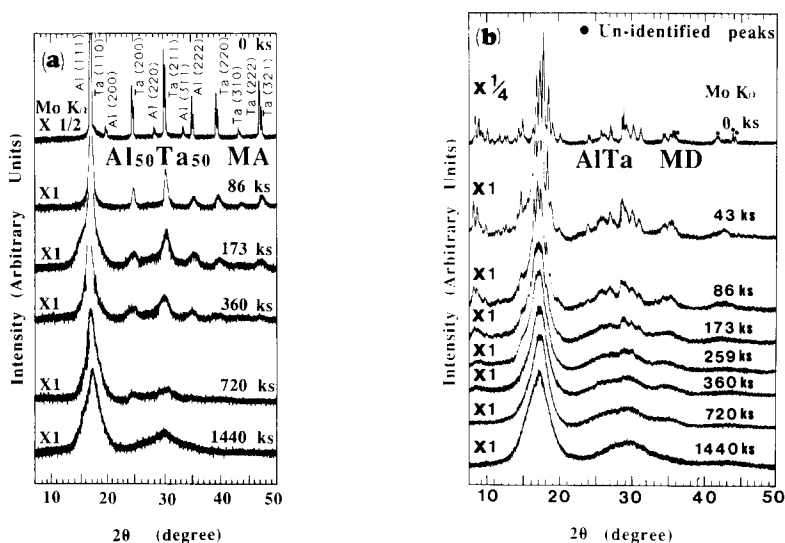 (a)
0 ks
Al (111)
Ta (110)
Al (200)
Ta (200)
Al (220)
Ta (211)
Al (311)
Al (222)
Ta (220)
Ta (310)
Ta (222)
Ta (321)
Mo Kα
X 1/2
Al50Ta50 MA
X1 86 ks
X1 173 ks
X1 360 ks
X1 720 ks
X1 1440 ks
Intensity (Arbitrary Units)
10 20 30 40 50
2θ (degree)
(b)
● Un-identified peaks
X 1/4
Mo Kα
0 ks
AlTa MD
X1 43 ks
X1 86 ks
X1 173 ks
X1 259 ks
X1 360 ks
X1 720 ks
X1 1440 ks
Intensity (Arbitrary Units)
10 20 30 40 50
2θ (degree)